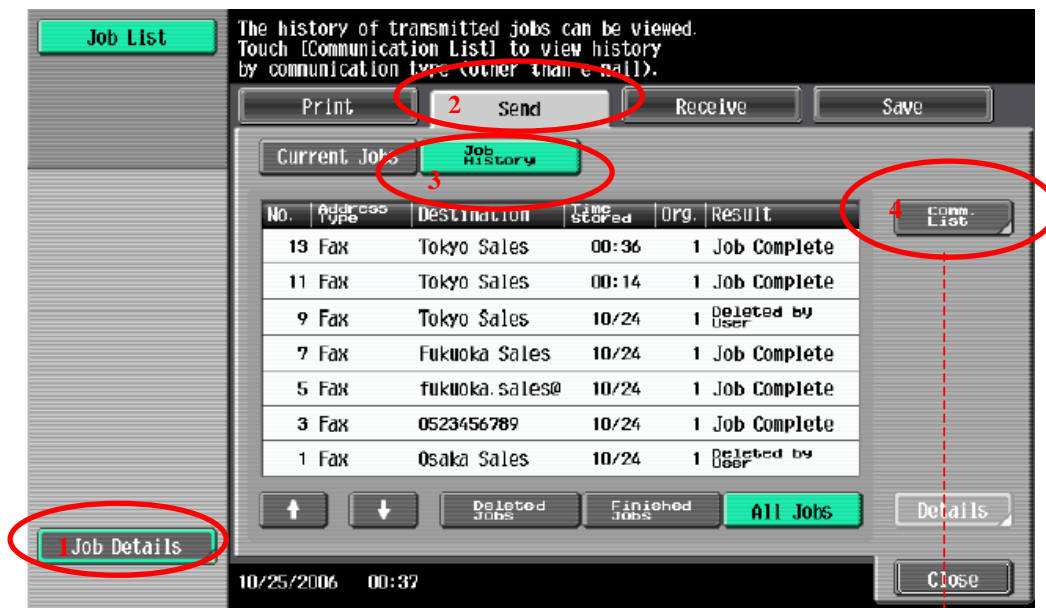 Job List
The history of transmitted jobs can be viewed.
Touch [Communication List] to view history
by communication type (other than e-mail).
Print 2 Send Receive Save
Current Jobs Job History
3
No. Address Type Destination Time Stored Org. Result
4 Comm. List
13 Fax Tokyo Sales 00:36 1 Job Complete
11 Fax Tokyo Sales 00:14 1 Job Complete
9 Fax Tokyo Sales 10/24 1 Deleted by User
7 Fax Fukuoka Sales 10/24 1 Job Complete
5 Fax fukuoka.sales@ 10/24 1 Job Complete
3 Fax 0523456789 10/24 1 Job Complete
1 Fax Osaka Sales 10/24 1 Deleted by User
Deleted Jobs Finished Jobs All Jobs Details
1 Job Details
10/25/2006 00:37 Close